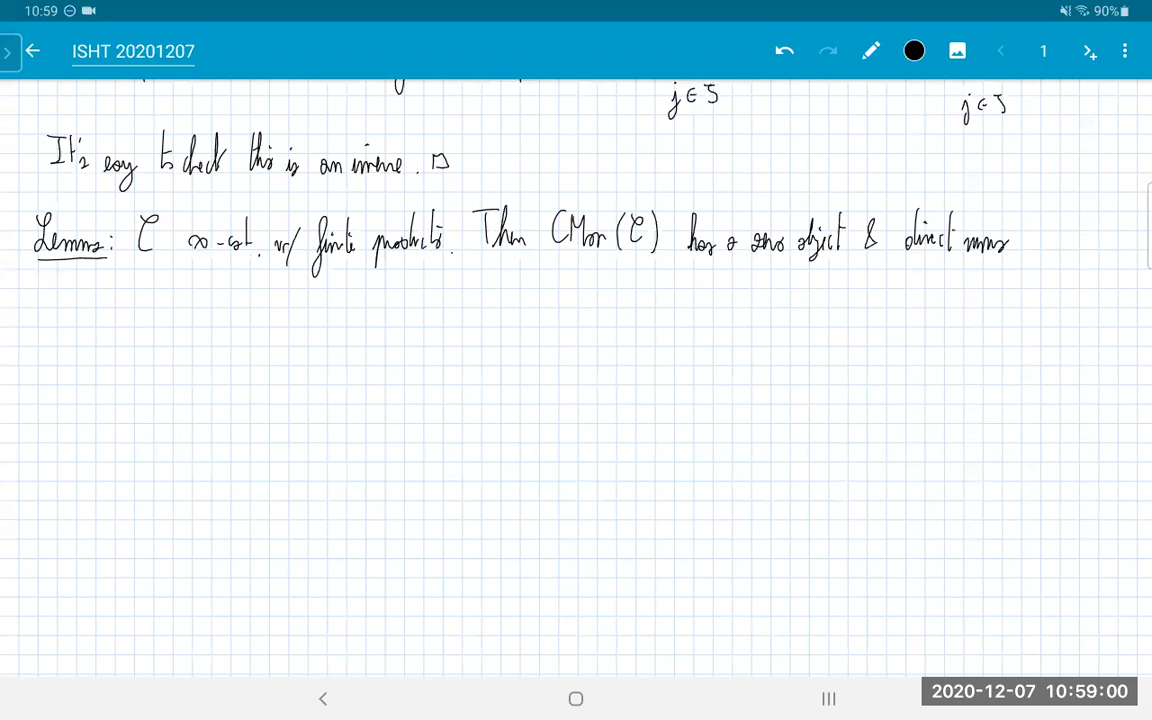 10:59 90%
ISHT 20201207 1
j ∈ J j ∈ J
It's easy to check this is an inverse. □
Lemma: C ∞-cat. w/ finite products. Then CMon(C) has a zero object & direct sums
2020-12-07 10:59:00